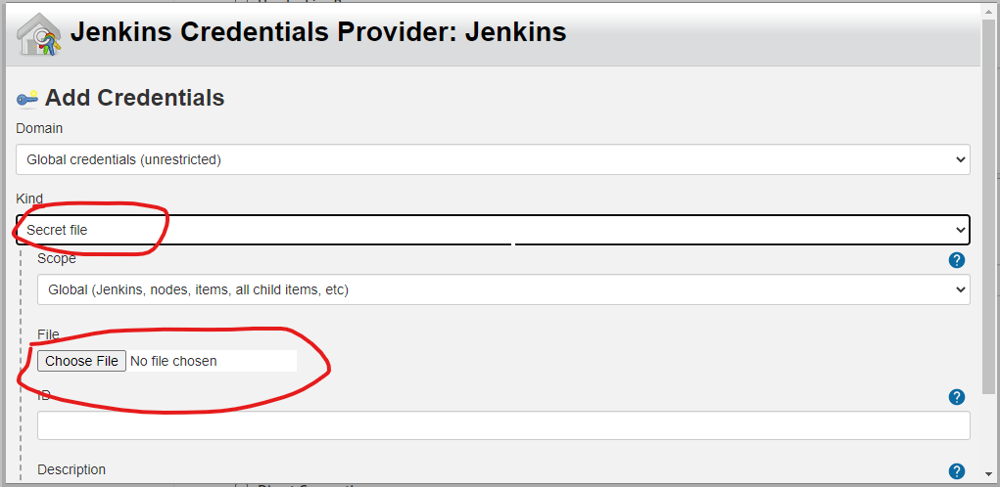 Jenkins Credentials Provider: Jenkins
Add Credentials
Domain
Global credentials (unrestricted)
Kind
Secret file
Scope
?
Global (Jenkins, nodes, items, all child items, etc)
File
Choose File No file chosen
ID
?
Description
?